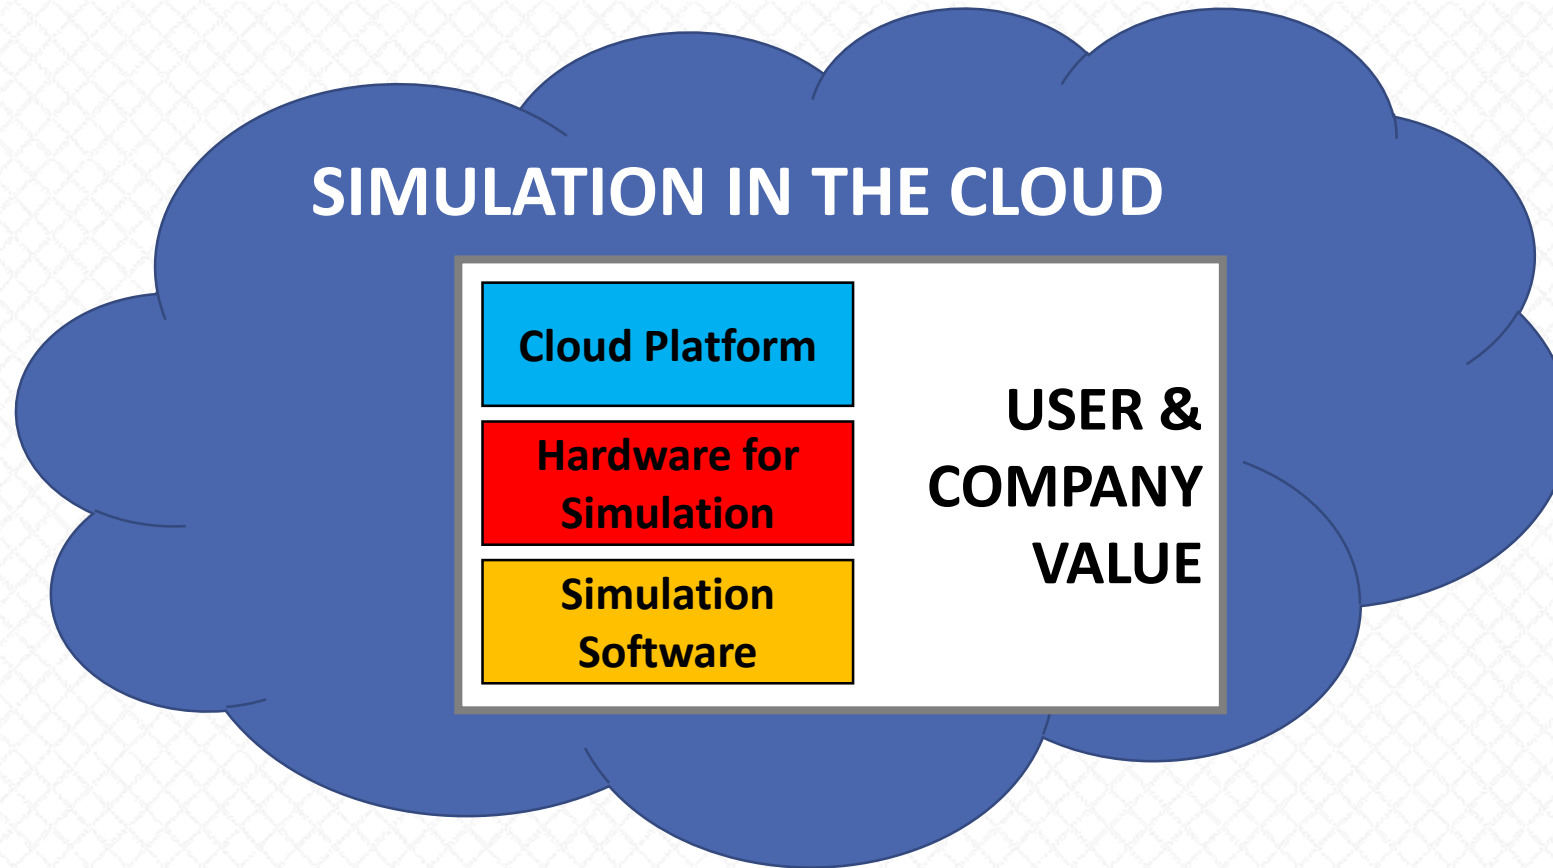 SIMULATION IN THE CLOUD
Cloud Platform
Hardware for
Simulation
Simulation
Software
USER &
COMPANY
VALUE